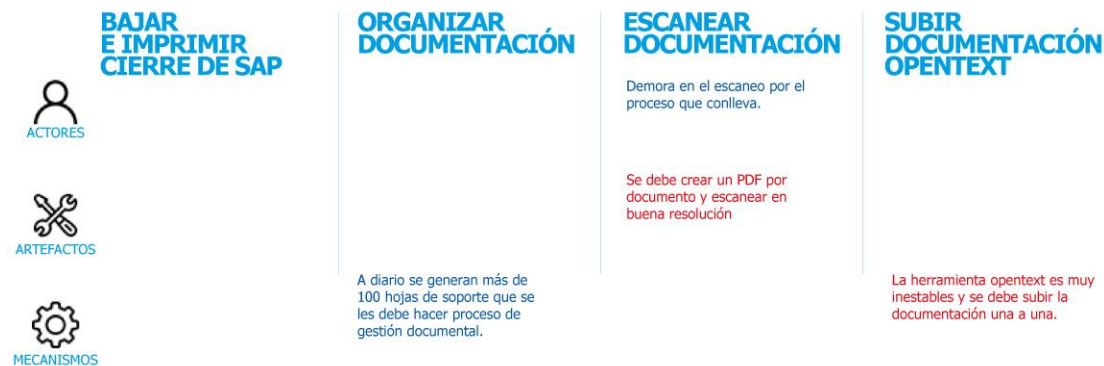 BAJAR
E IMPRIMIR
CIERRE DE SAP
ORGANIZAR
DOCUMENTACIÓN
ESCANEAR
DOCUMENTACIÓN
SUBIR
DOCUMENTACIÓN
OPENTEXT
ACTORES
Demora en el escaneo por el
proceso que conlleva.
ARTEFACTOS
Se debe crear un PDF por
documento y escanear en
buena resolución
MECANISMOS
A diario se generan más de
100 hojas de soporte que se
les debe hacer proceso de
gestión documental.
La herramienta opentext es muy
inestables y se debe subir la
documentación una a una.